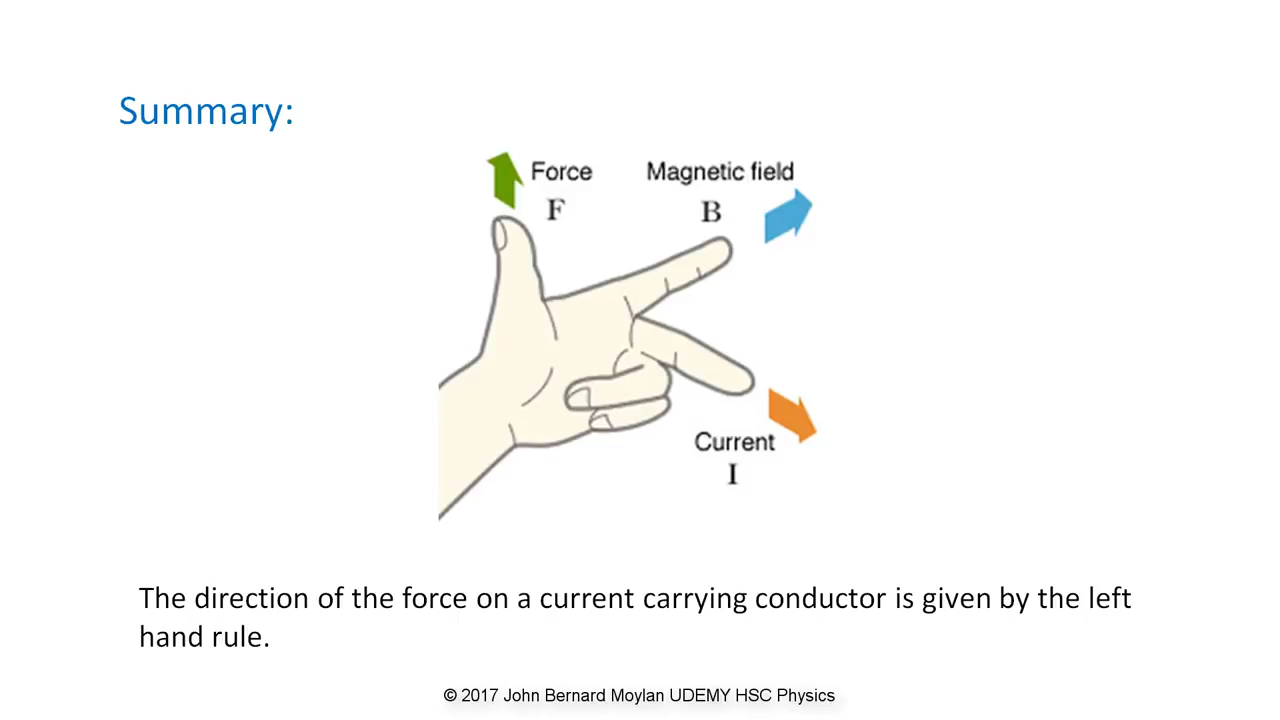 Summary:
Force
Magnetic field
F
B
Current
I
The direction of the force on a current carrying conductor is given by the left
hand rule.
© 2017 John Bernard Moylan UDEMY HSC Physics